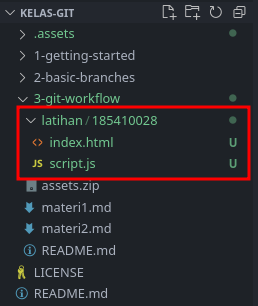 KELAS-GIT
.assets
1-getting-started
2-basic-branches
3-git-workflow
latihan / 185410028
<> index.html U
JS script.js U
assets.zip
materi1.md
materi2.md
README.md
LICENSE
README.md